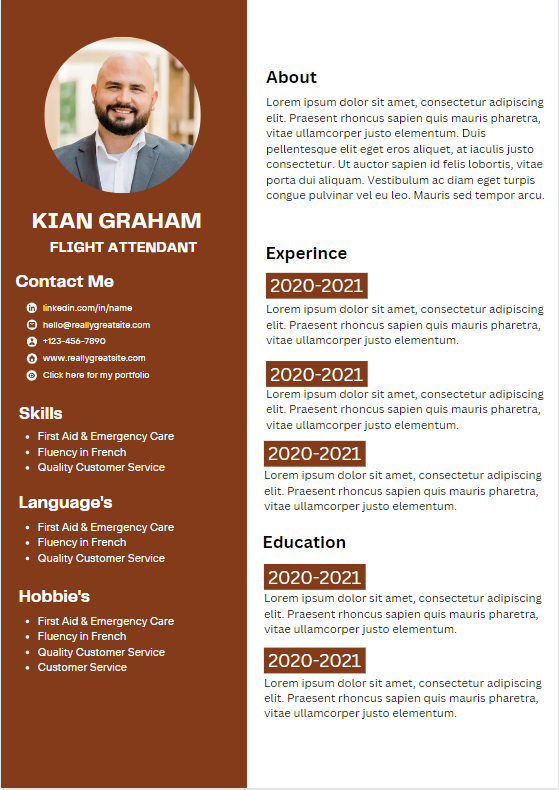 KIAN GRAHAM
FLIGHT ATTENDANT
Contact Me
linkedin.com/in/name
hello@reallygreatsite.com
+123-456-7890
www.reallygreatsite.com
Click here for my portfolio
Skills
First Aid & Emergency Care
Fluency in French
Quality Customer Service
Language's
First Aid & Emergency Care
Fluency in French
Quality Customer Service
Hobbie's
First Aid & Emergency Care
Fluency in French
Quality Customer Service
Customer Service
About
Lorem ipsum dolor sit amet, consectetur adipiscing
elit. Praesent rhoncus sapien quis mauris pharetra,
vitae ullamcorper justo elementum. Duis
pellentesque elit eget eros aliquet, at iaculis justo
consectetur. Ut auctor sapien id felis lobortis, vitae
porta dui aliquam. Vestibulum ac diam eget turpis
congue pulvinar vel eu leo. Mauris sed tempor arcu.
Experince
2020-2021
Lorem ipsum dolor sit amet, consectetur adipiscing
elit. Praesent rhoncus sapien quis mauris pharetra,
vitae ullamcorper justo elementum.
2020-2021
Lorem ipsum dolor sit amet, consectetur adipiscing
elit. Praesent rhoncus sapien quis mauris pharetra,
vitae ullamcorper justo elementum.
2020-2021
Lorem ipsum dolor sit amet, consectetur adipiscing
elit. Praesent rhoncus sapien quis mauris pharetra,
vitae ullamcorper justo elementum.
Education
2020-2021
Lorem ipsum dolor sit amet, consectetur adipiscing
elit. Praesent rhoncus sapien quis mauris pharetra,
vitae ullamcorper justo elementum.
2020-2021
Lorem ipsum dolor sit amet, consectetur adipiscing
elit. Praesent rhoncus sapien quis mauris pharetra,
vitae ullamcorper justo elementum.